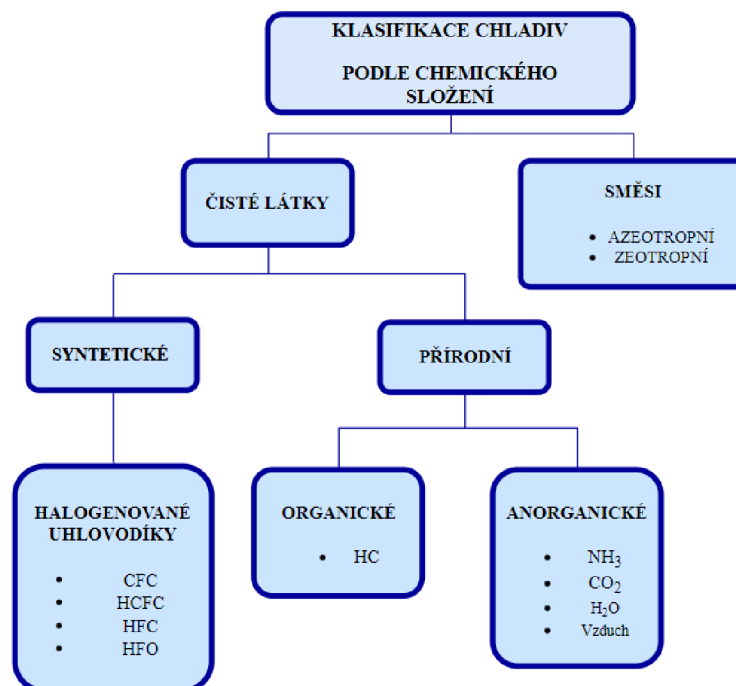 KLASIFIKACE CHLADIV
PODLE CHEMICKÉHO
SLOŽENÍ
ČISTÉ LÁTKY
SMĚSI
• AZEOTROPNÍ
• ZEOTROPNÍ
SYNTETICKÉ
PŘÍRODNÍ
HALOGENOVANÉ
UHLOVODÍKY
• CFC
• HCFC
• HFC
• HFO
ORGANICKÉ
• HC
ANORGANICKÉ
• NH₃
• CO₂
• H₂O
• Vzduch